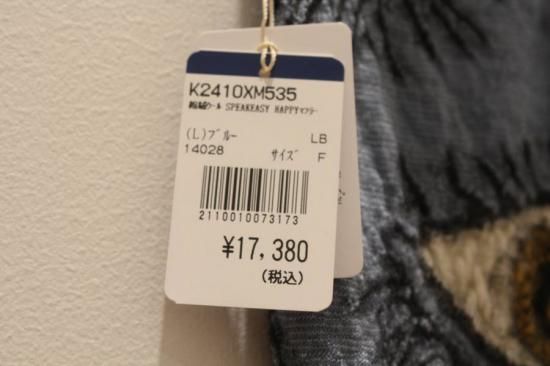 K2410XM535
縮絨ウール SPEAKEASY HAPPYマフラー
(L)ブルー LB
14028 サイズ F
2110010073173
¥17,380
(税込)